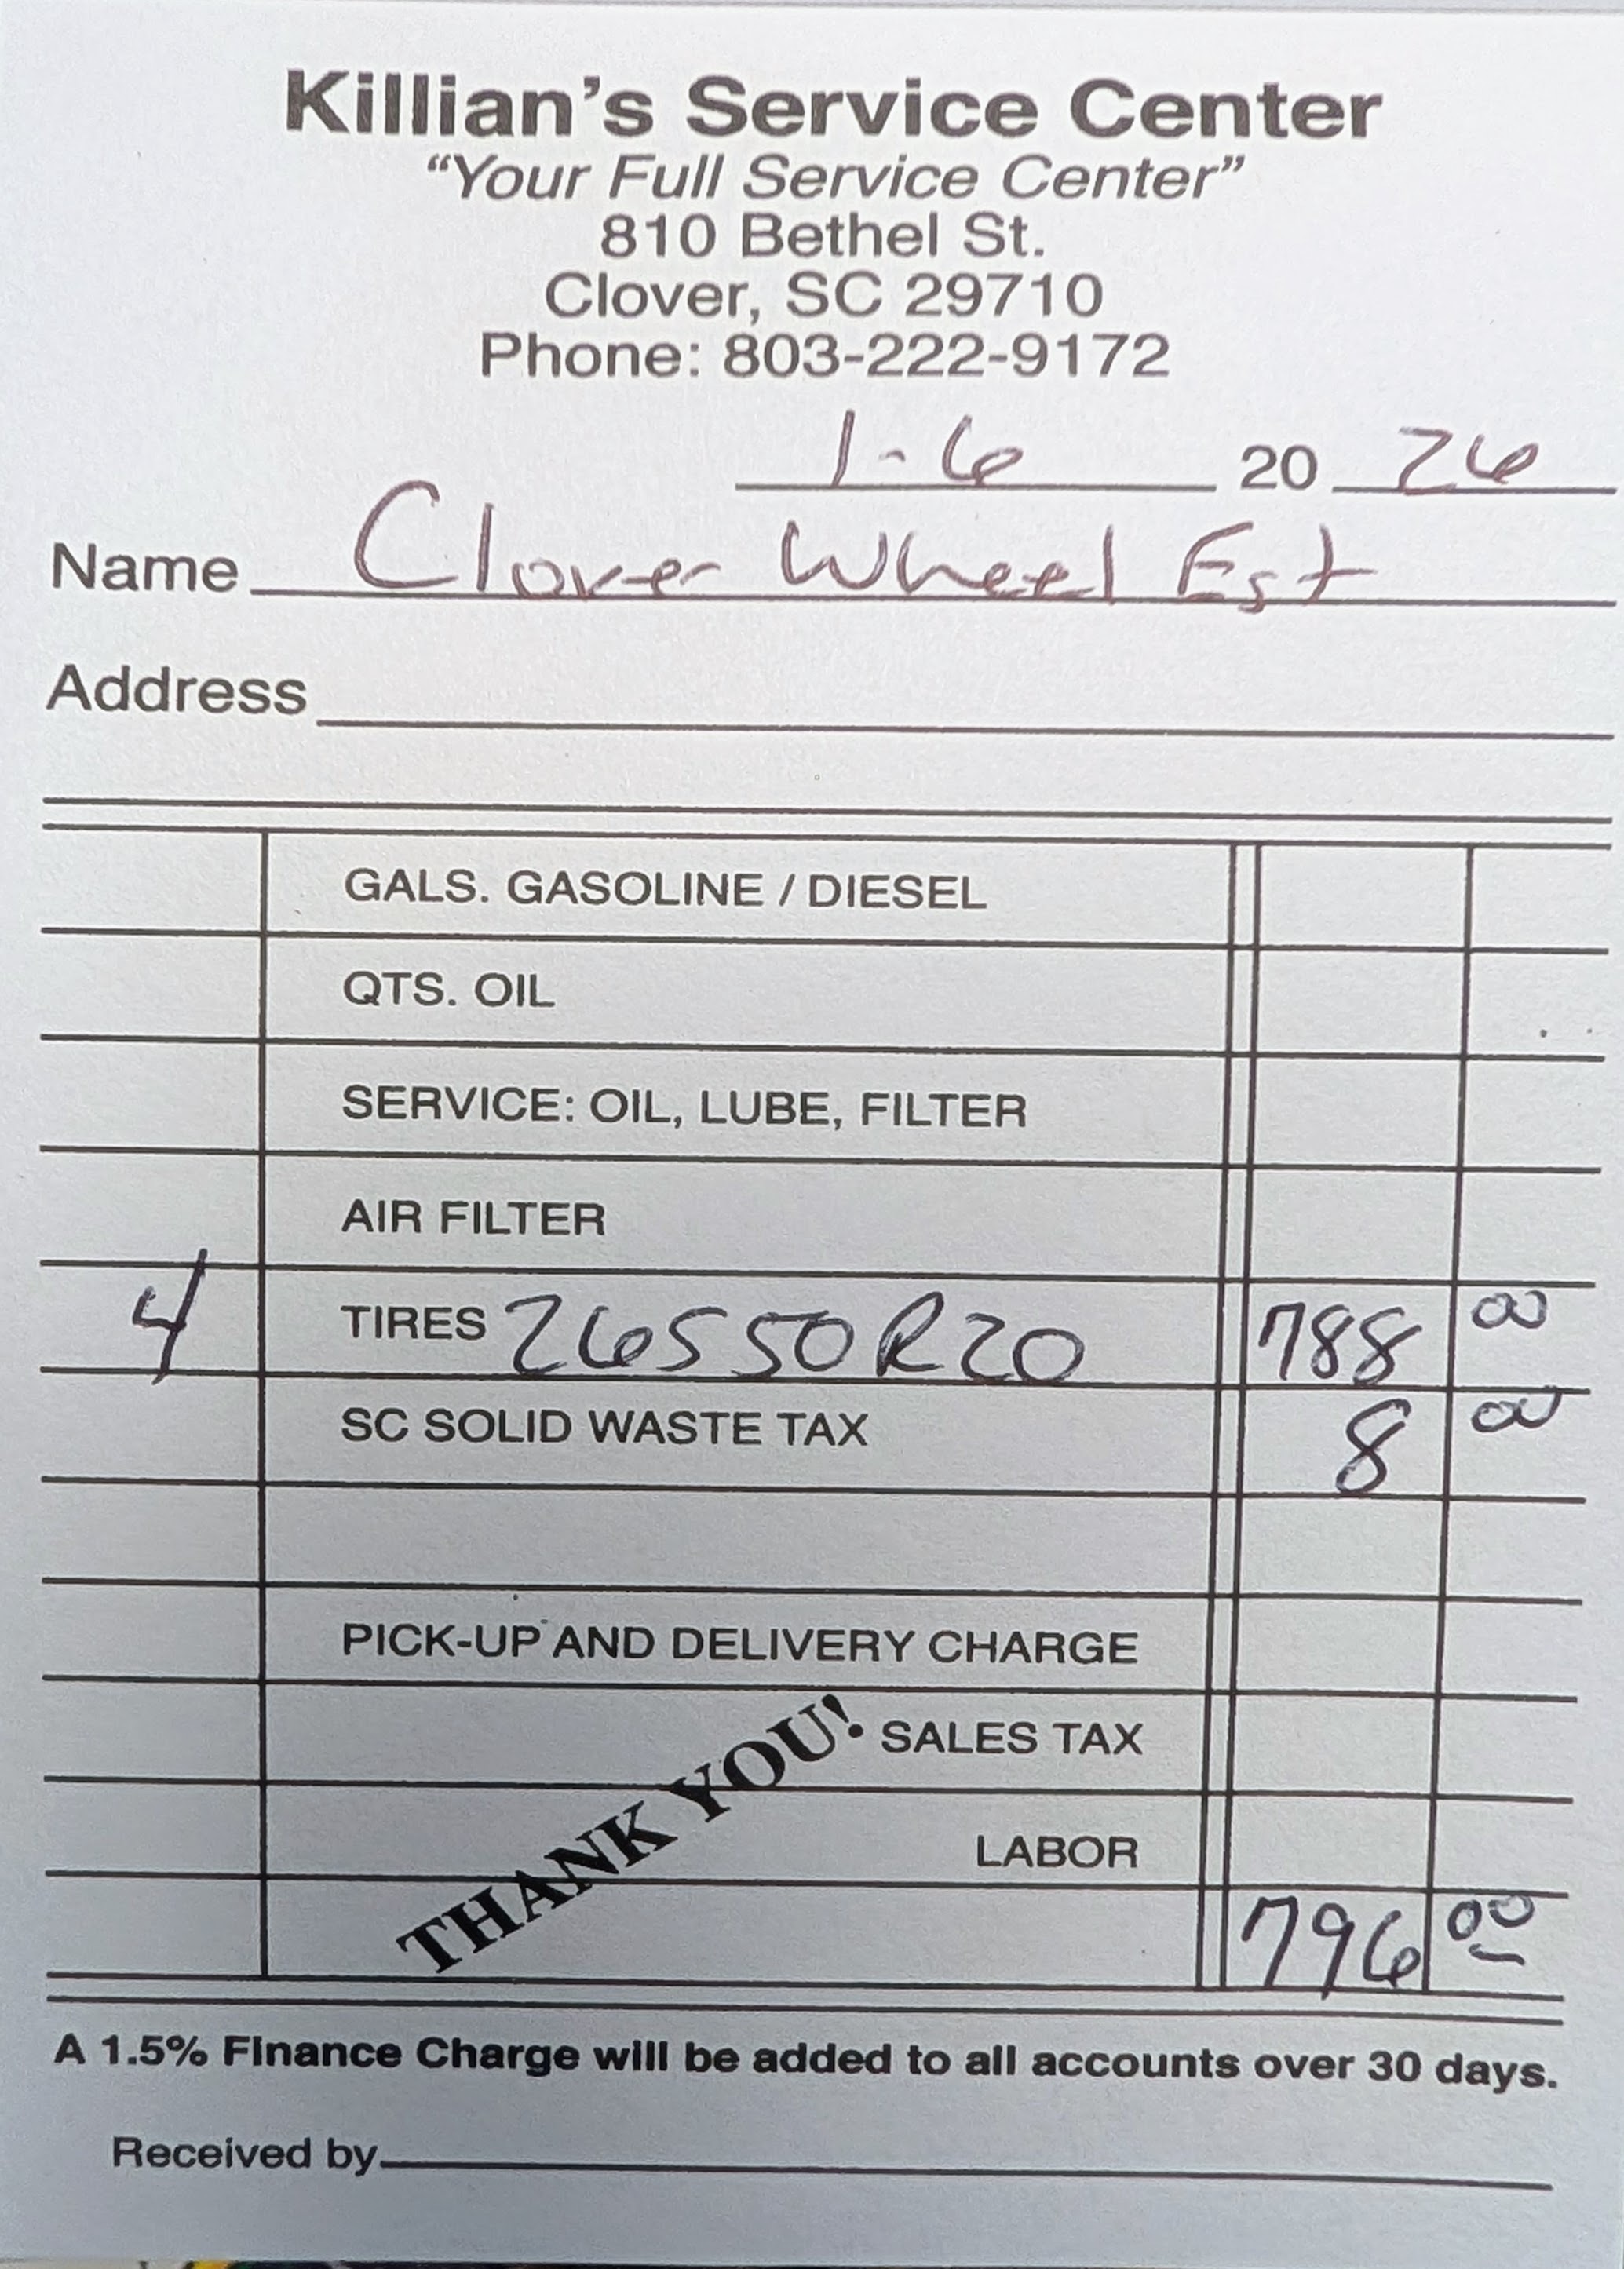 Killian's Service Center
"Your Full Service Center"
810 Bethel St.
Clover, SC 29710
Phone: 803-222-9172
1-6 20 26
Name Clover Wheel Est
Address
GALS. GASOLINE / DIESEL
QTS. OIL
SERVICE: OIL, LUBE, FILTER
AIR FILTER
4 TIRES 26550R20 788 00
SC SOLID WASTE TAX 8 00
PICK-UP AND DELIVERY CHARGE
SALES TAX
LABOR
THANK YOU!
796 00
A 1.5% Finance Charge will be added to all accounts over 30 days.
Received by